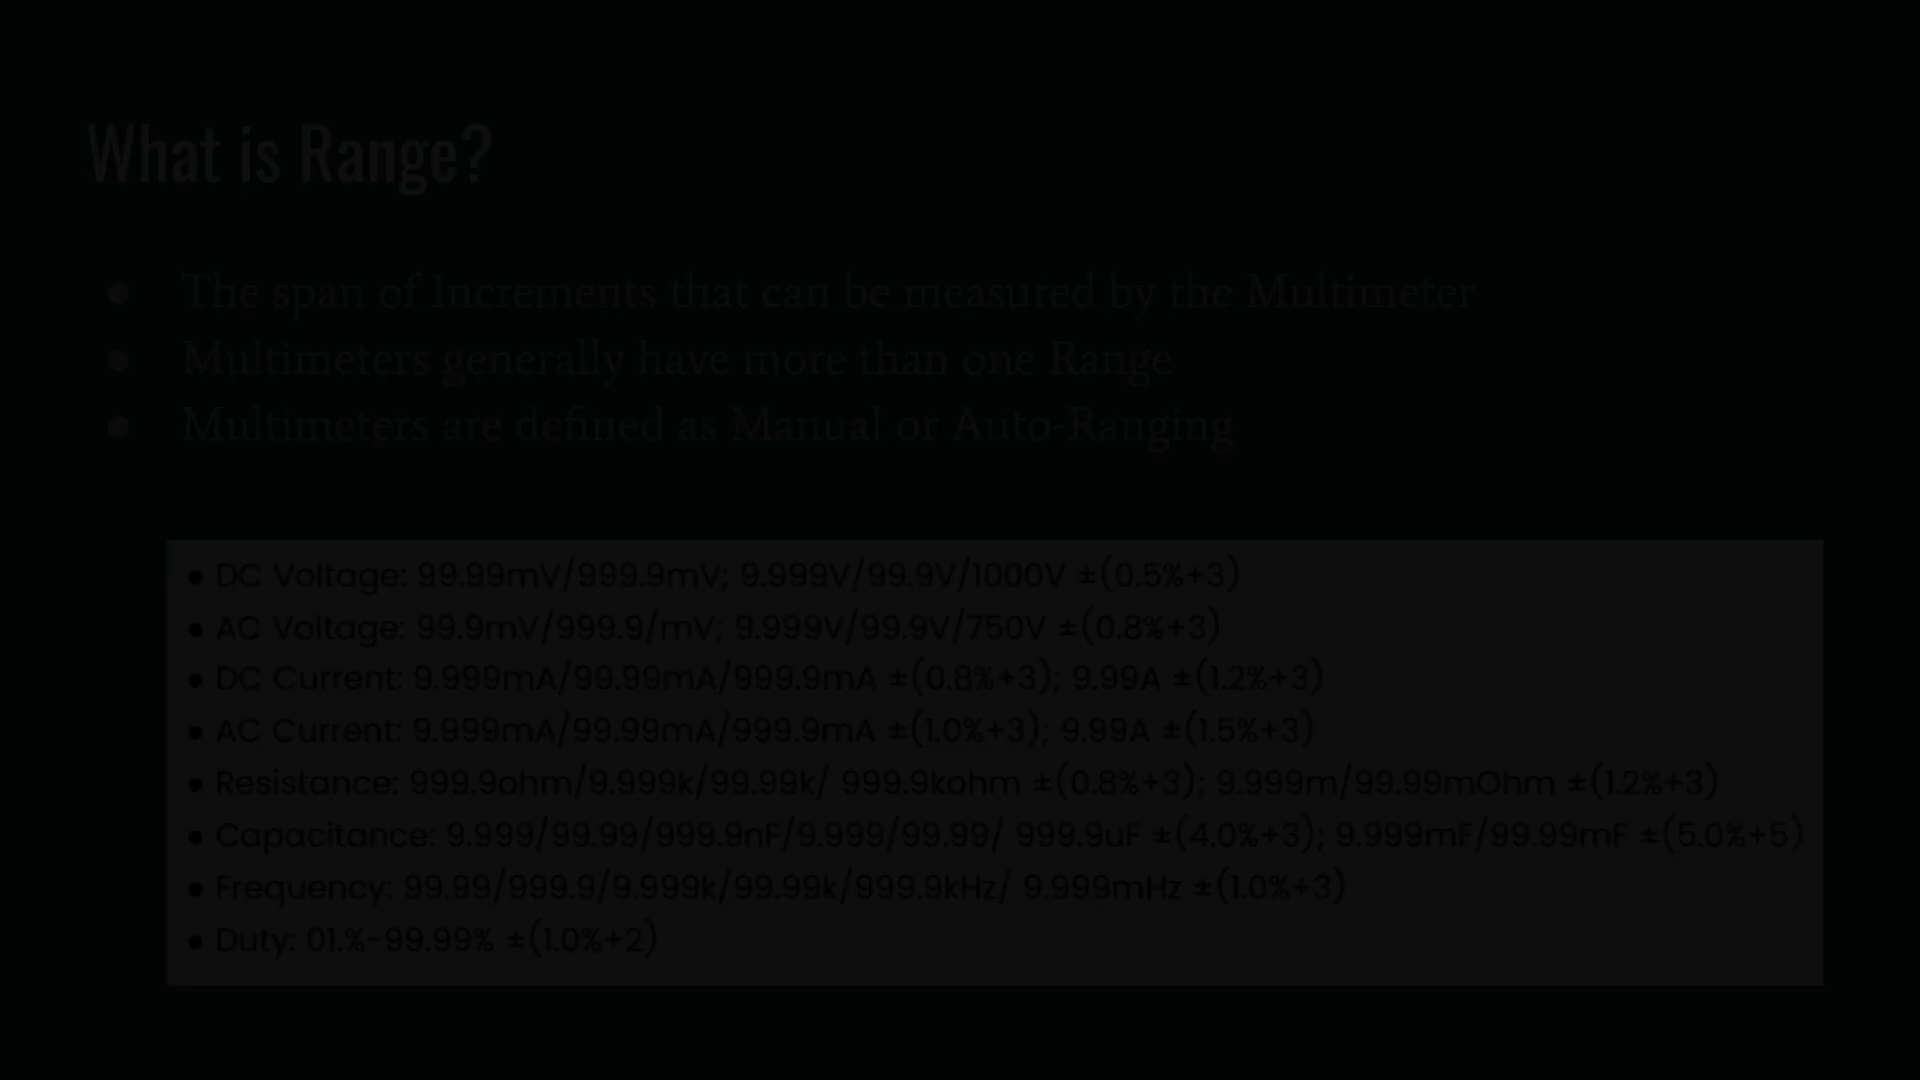 What is Range?
● The span of Increments that can be measured by the Multimeter
● Multimeters generally have more than one Range
● Multimeters are defined as Manual or Auto-Ranging
● DC Voltage: 99.99mV/999.9mV; 9.999V/99.9V/1000V ±(0.5%+3)
● AC Voltage: 99.9mV/999.9/mV; 9.999V/99.9V/750V ±(0.8%+3)
● DC Current: 9.999mA/99.99mA/999.9mA ±(0.8%+3); 9.99A ±(1.2%+3)
● AC Current: 9.999mA/99.99mA/999.9mA ±(1.0%+3); 9.99A ±(1.5%+3)
● Resistance: 999.9ohm/9.999k/99.99k/ 999.9kohm ±(0.8%+3); 9.999m/99.99mOhm ±(1.2%+3)
● Capacitance: 9.999/99.99/999.9nF/9.999/99.99/ 999.9uF ±(4.0%+3); 9.999mF/99.99mF ±(5.0%+5)
● Frequency: 99.99/999.9/9.999k/99.99k/999.9kHz/ 9.999mHz ±(1.0%+3)
● Duty: 01.%-99.99% ±(1.0%+2)